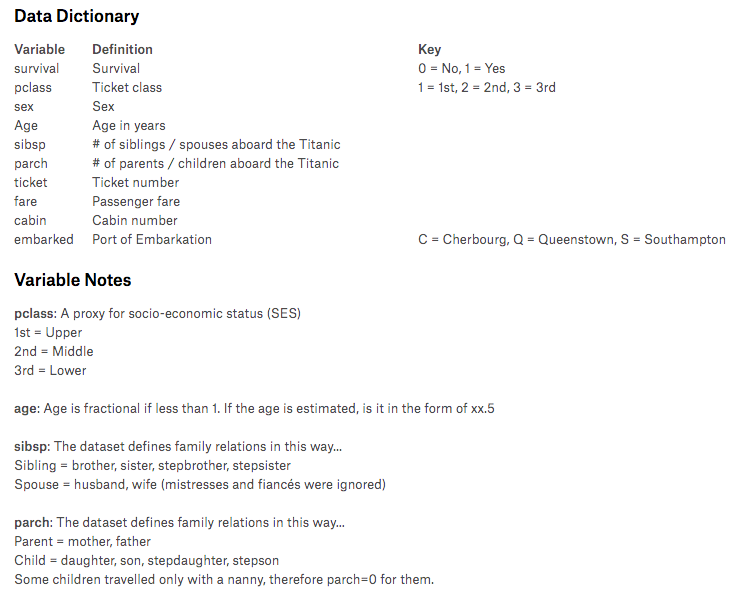 Data Dictionary
Variable Definition Key
survival Survival 0 = No, 1 = Yes
pclass Ticket class 1 = 1st, 2 = 2nd, 3 = 3rd
sex Sex
Age Age in years
sibsp # of siblings / spouses aboard the Titanic
parch # of parents / children aboard the Titanic
ticket Ticket number
fare Passenger fare
cabin Cabin number
embarked Port of Embarkation C = Cherbourg, Q = Queenstown, S = Southampton
Variable Notes
pclass: A proxy for socio-economic status (SES)
1st = Upper
2nd = Middle
3rd = Lower
age: Age is fractional if less than 1. If the age is estimated, is it in the form of xx.5
sibsp: The dataset defines family relations in this way...
Sibling = brother, sister, stepbrother, stepsister
Spouse = husband, wife (mistresses and fiancés were ignored)
parch: The dataset defines family relations in this way...
Parent = mother, father
Child = daughter, son, stepdaughter, stepson
Some children travelled only with a nanny, therefore parch=0 for them.